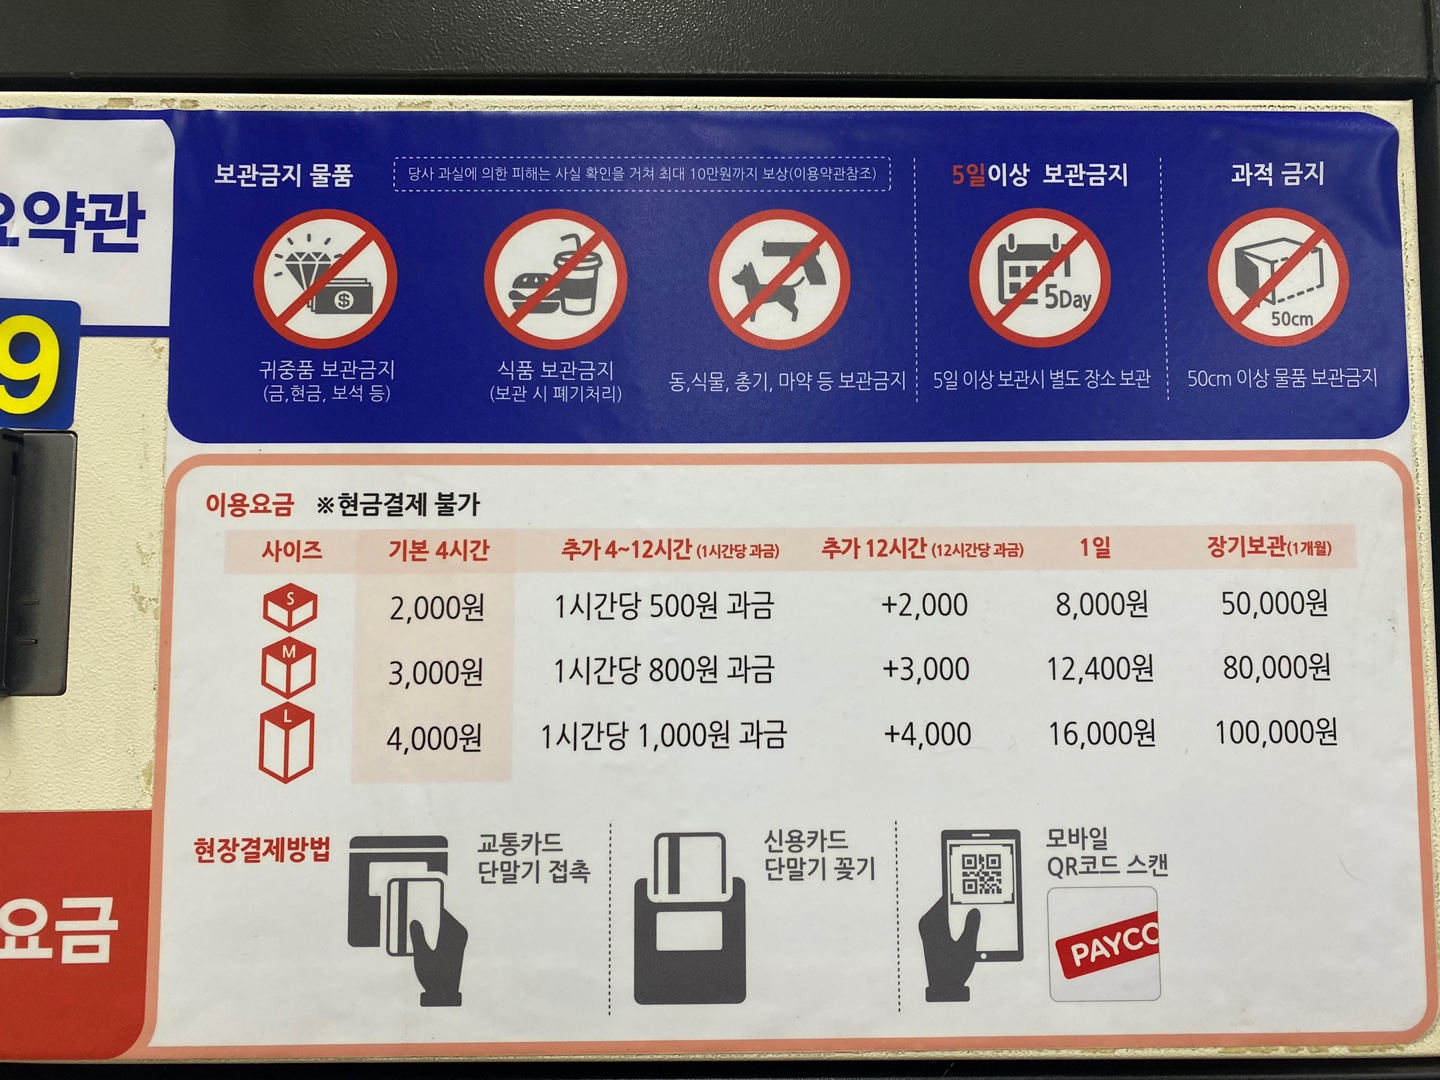 요약관
9
요금
보관금지 물품
당사 과실에 의한 피해는 사실 확인을 거쳐 최대 10만원까지 보상(이용약관참조)
5일이상 보관금지
과적 금지
$
5Day
50cm
귀중품 보관금지
(금,현금, 보석 등)
식품 보관금지
(보관 시 폐기처리)
동,식물, 총기, 마약 등 보관금지
5일 이상 보관시 별도 장소 보관
50cm 이상 물품 보관금지
이용요금 ※현금결제 불가
사이즈 기본 4시간 추가 4~12시간 (1시간당 과금) 추가 12시간 (12시간당 과금) 1일 장기보관(1개월)
S 2,000원 1시간당 500원 과금 +2,000 8,000원 50,000원
M 3,000원 1시간당 800원 과금 +3,000 12,400원 80,000원
L 4,000원 1시간당 1,000원 과금 +4,000 16,000원 100,000원
현장결제방법
교통카드
단말기 접촉
신용카드
단말기 꽂기
모바일
QR코드 스캔
PAYCO